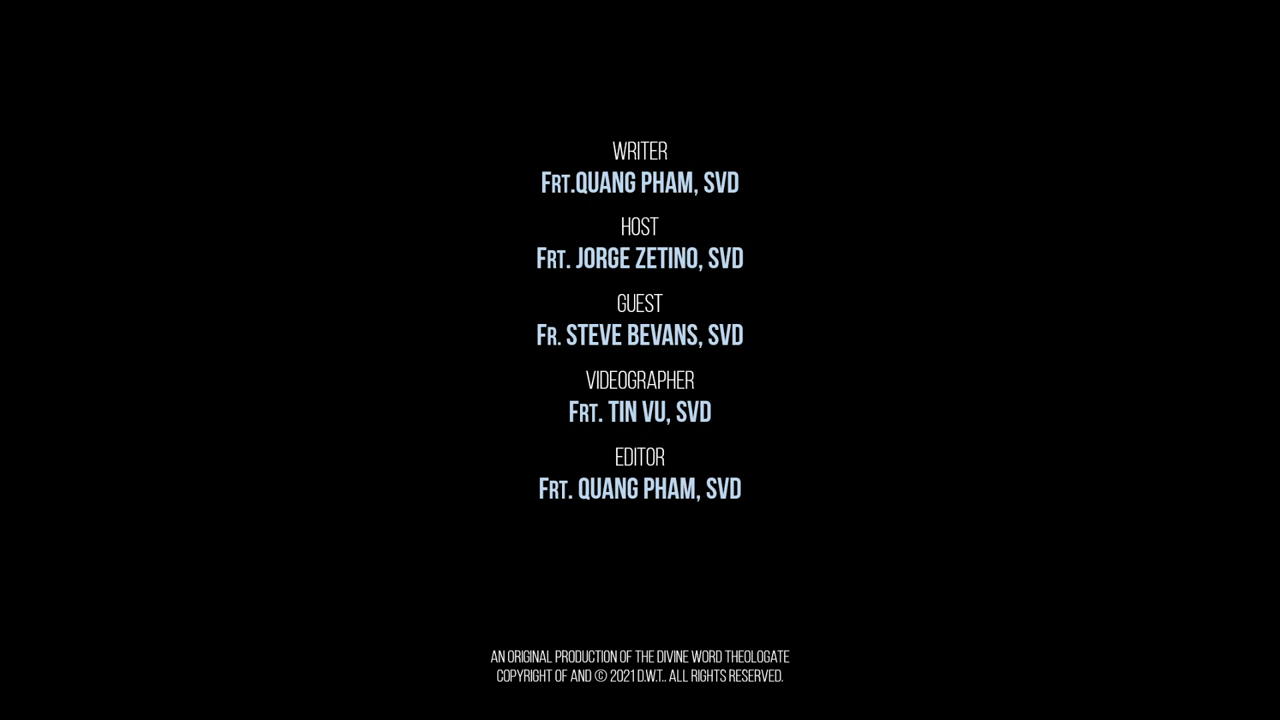 WRITER
FRT.QUANG PHAM, SVD
HOST
FRT. JORGE ZETINO, SVD
GUEST
FR. STEVE BEVANS, SVD
VIDEOGRAPHER
FRT. TIN VU, SVD
EDITOR
FRT. QUANG PHAM, SVD
AN ORIGINAL PRODUCTION OF THE DIVINE WORD THEOLOGATE
COPYRIGHT OF AND © 2021 D.W.T.. ALL RIGHTS RESERVED.